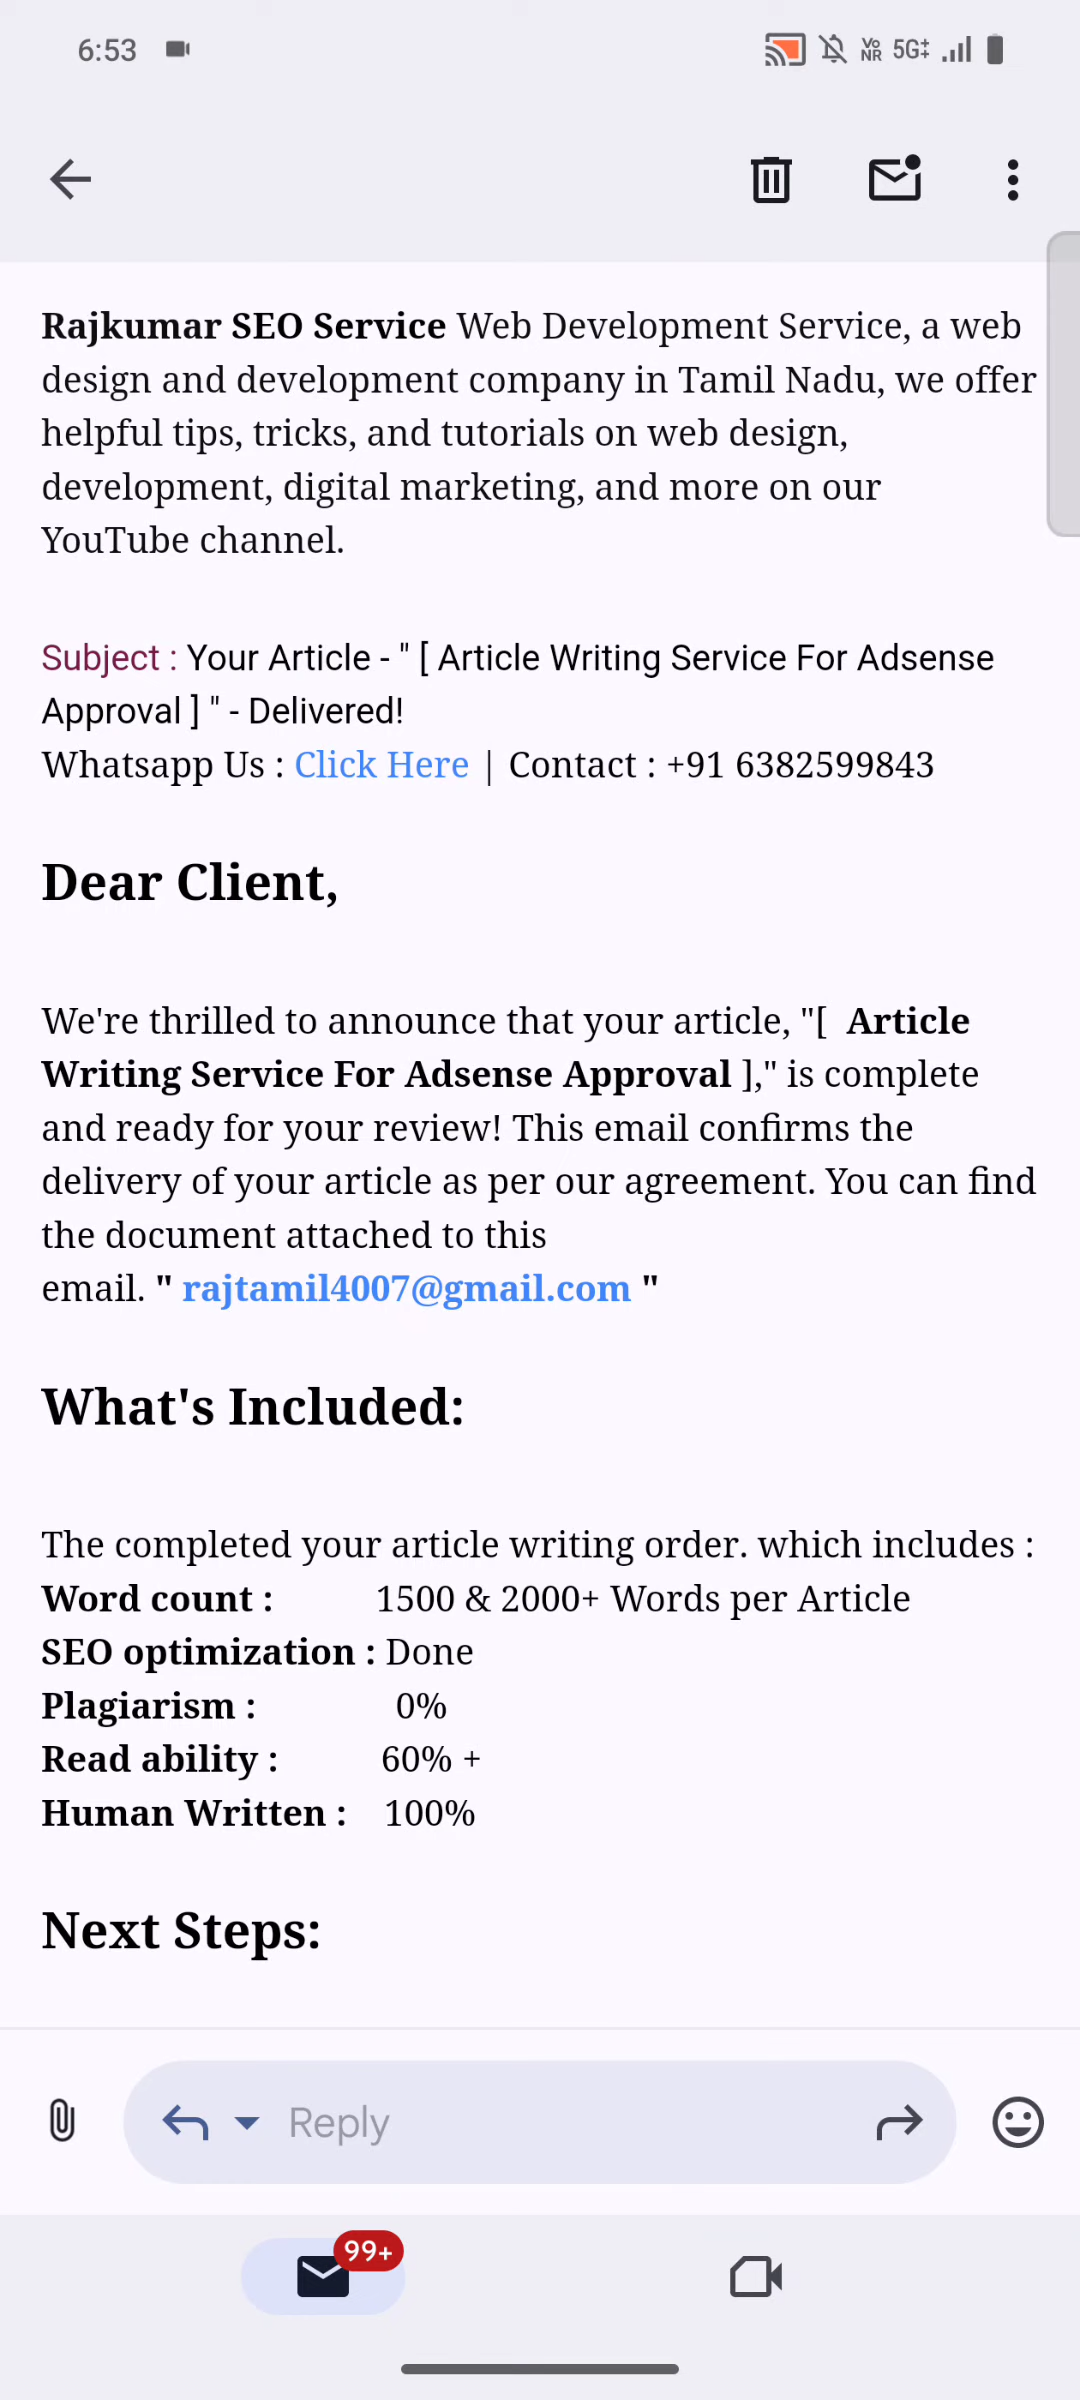 6:53
Vo
NR 5G‡
Rajkumar SEO Service Web Development Service, a web
design and development company in Tamil Nadu, we offer
helpful tips, tricks, and tutorials on web design,
development, digital marketing, and more on our
YouTube channel.
Subject : Your Article - " [ Article Writing Service For Adsense
Approval ] " - Delivered!
Whatsapp Us : Click Here | Contact : +91 6382599843
Dear Client,
We're thrilled to announce that your article, "[  Article
Writing Service For Adsense Approval ]," is complete
and ready for your review! This email confirms the
delivery of your article as per our agreement. You can find
the document attached to this
email. " rajtamil4007@gmail.com "
What's Included:
The completed your article writing order. which includes :
Word count : 1500 & 2000+ Words per Article
SEO optimization : Done
Plagiarism : 0%
Read ability : 60% +
Human Written : 100%
Next Steps:
Reply
99+